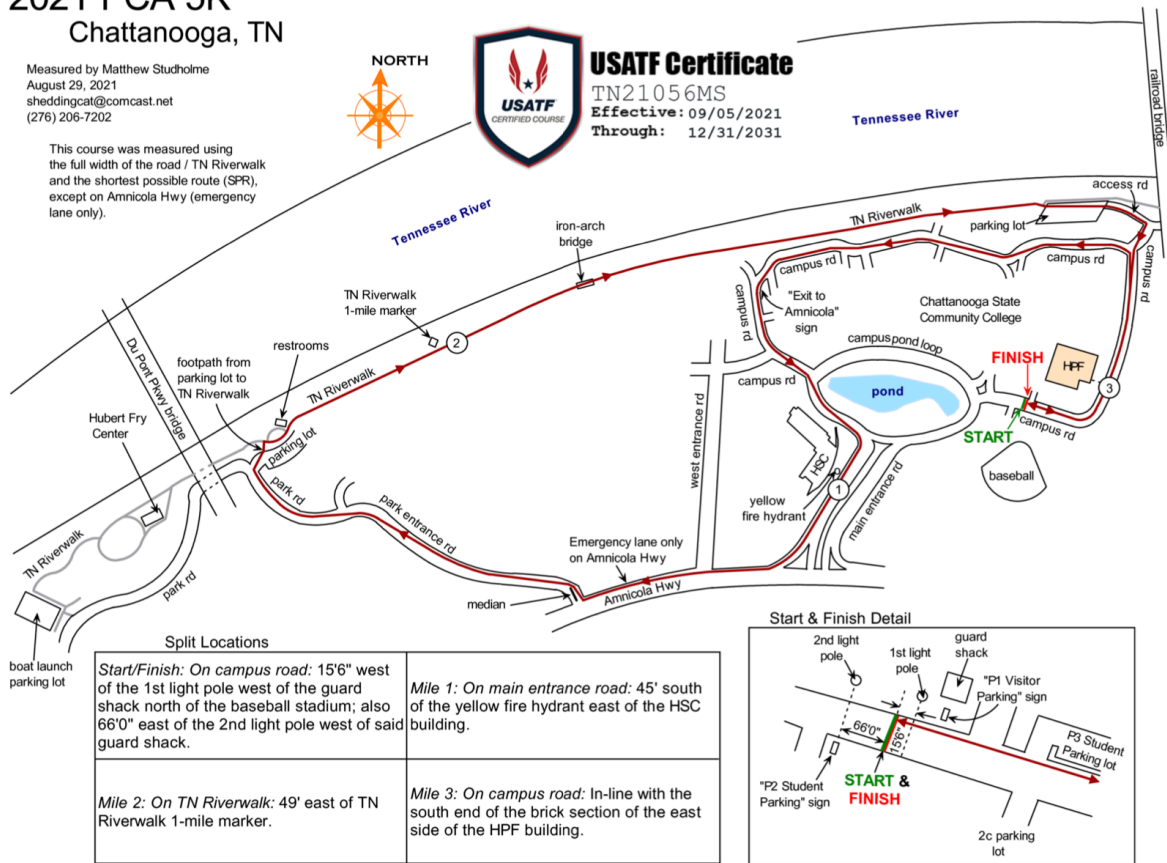 2021 FCA 5K
Chattanooga, TN
Measured by Matthew Studholme
August 29, 2021
sheddingcat@comcast.net
(276) 206-7202
This course was measured using
the full width of the road / TN Riverwalk
and the shortest possible route (SPR),
except on Amnicola Hwy (emergency
lane only).
NORTH
USATF
CERTIFIED COURSE
USATF Certificate
TN21056MS
Effective: 09/05/2021
Through: 12/31/2031
Tennessee River
railroad bridge
Tennessee River
access rd
TN Riverwalk
parking lot
iron-arch
bridge
campus rd
campus rd
campus rd
campus rd
"Exit to
Amnicola"
sign
Chattanooga State
Community College
TN Riverwalk
1-mile marker
2
Du Pont Pkwy bridge
restrooms
footpath from
parking lot to
TN Riverwalk
TN Riverwalk
campus pond loop
FINISH
HPF
pond
campus rd
3
Hubert Fry
Center
parking lot
START
campus rd
west entrance rd
HSC
baseball
park rd
1
yellow
fire hydrant
main entrance rd
park entrance rd
TN Riverwalk
park rd
Emergency lane only
on Amnicola Hwy
Amnicola Hwy
median
boat launch
parking lot
Split Locations
Start/Finish: On campus road: 15'6" west
of the 1st light pole west of the guard
shack north of the baseball stadium; also
66'0" east of the 2nd light pole west of said
guard shack.
Mile 1: On main entrance road: 45' south
of the yellow fire hydrant east of the HSC
building.
Mile 2: On TN Riverwalk: 49' east of TN
Riverwalk 1-mile marker.
Mile 3: On campus road: In-line with the
south end of the brick section of the east
side of the HPF building.
Start & Finish Detail
2nd light
pole
1st light
pole
guard
shack
"P1 Visitor
Parking" sign
66'0"
15'6"
P3 Student
Parking lot
"P2 Student
Parking" sign
START &
FINISH
2c parking
lot